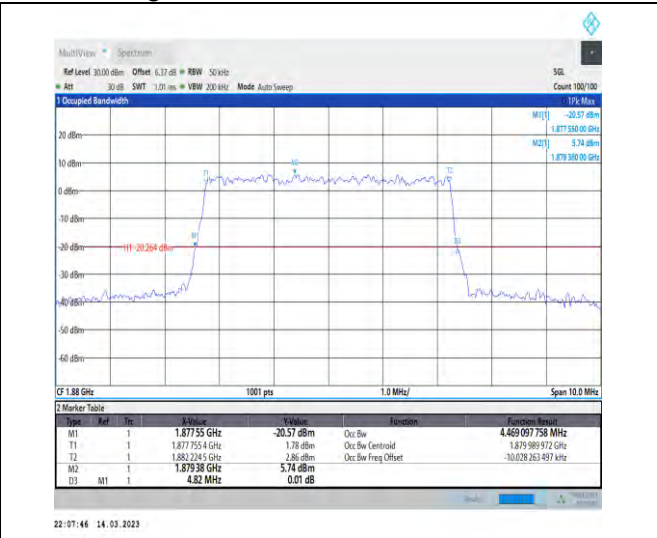 MultiView Spectrum
Ref Level 30.00 dBm Offset 6.37 dB RBW 50 kHz SGL
Att 30 dB SWT 1.01 ms VBW 200 kHz Mode Auto Sweep Count 100/100
1 Occupied Bandwidth 1Pk Max
M1[1] -20.57 dBm
1.877 550 00 GHz
M2[1] 5.74 dBm
1.879 380 00 GHz
20 dBm
10 dBm
0 dBm
-10 dBm
-20 dBm
-30 dBm
-40 dBm
-50 dBm
-60 dBm
T1
M2
T2
M1
D3
H1 -20.264 dBm
CF 1.88 GHz 1001 pts 1.0 MHz/ Span 10.0 MHz
2 Marker Table
Type Ref Trc X-Value Y-Value Function Function Result
M1 1 1.877 55 GHz -20.57 dBm Occ Bw 4.469 097 758 MHz
T1 1 1.877 755 4 GHz 1.78 dBm Occ Bw Centroid 1.879 989 972 GHz
T2 1 1.882 224 5 GHz 2.86 dBm Occ Bw Freq Offset -10.028 263 497 kHz
M2 1 1.879 38 GHz 5.74 dBm
D3 M1 1 4.82 MHz 0.01 dB
22:07:46 14.03.2023